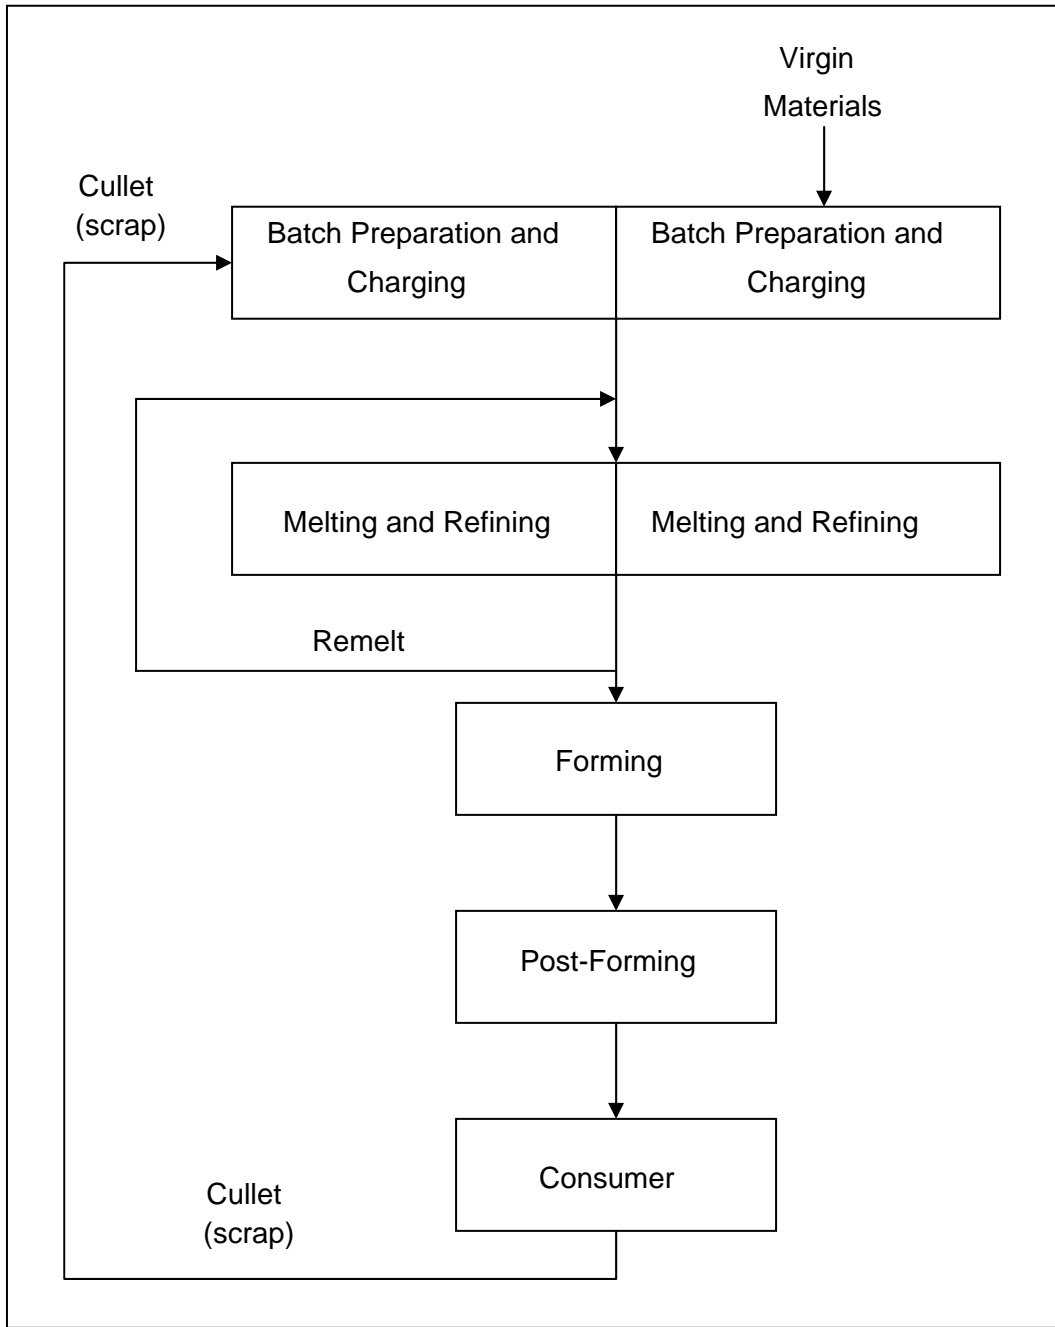 Virgin
Materials
Cullet
(scrap)
Batch Preparation and
Charging
Batch Preparation and
Charging
Melting and Refining
Melting and Refining
Remelt
Forming
Post-Forming
Consumer
Cullet
(scrap)